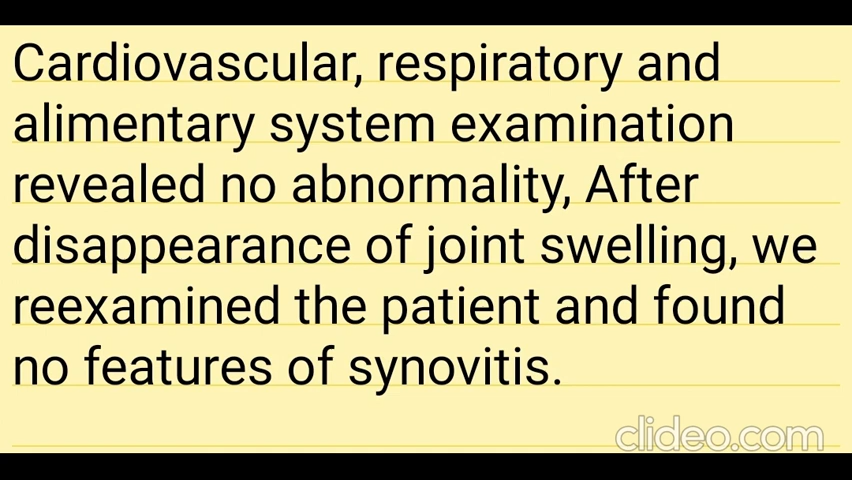 Cardiovascular, respiratory and
alimentary system examination
revealed no abnormality, After
disappearance of joint swelling, we
reexamined the patient and found
no features of synovitis.
clideo.com